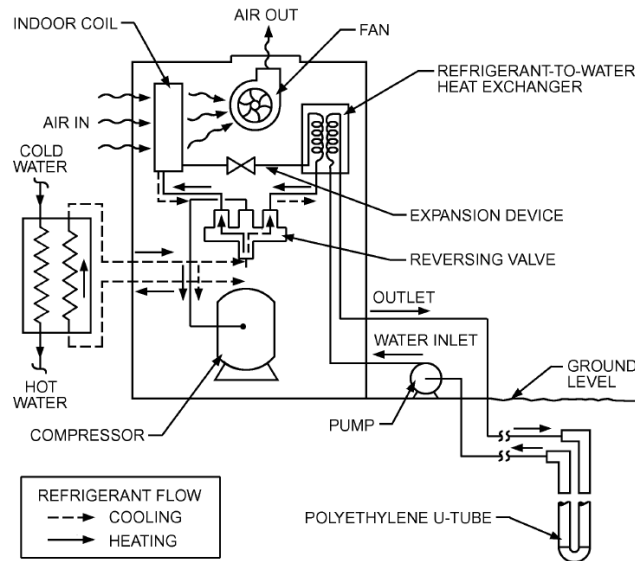 AIR OUT
INDOOR COIL
FAN
REFRIGERANT-TO-WATER
HEAT EXCHANGER
AIR IN
COLD
WATER
EXPANSION DEVICE
REVERSING VALVE
OUTLET
WATER INLET
GROUND
LEVEL
HOT
WATER
PUMP
COMPRESSOR
REFRIGERANT FLOW
COOLING
HEATING
POLYETHYLENE U-TUBE